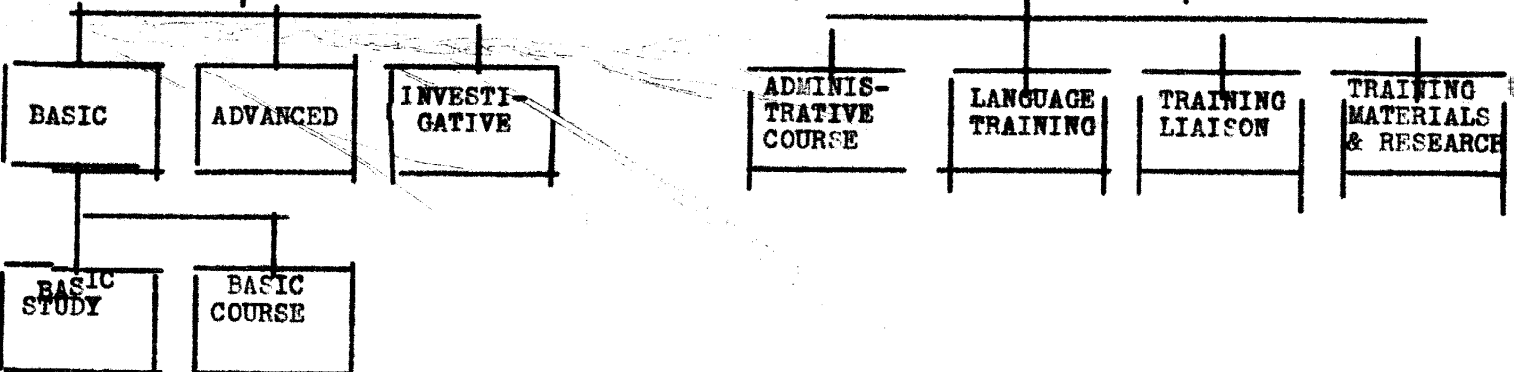 BASIC
ADVANCED
INVESTI-
GATIVE
ADMINIS-
TRATIVE
COURSE
LANGUAGE
TRAINING
TRAINING
LIAISON
TRAINING
MATERIALS
& RESEARCH
BASIC
STUDY
BASIC
COURSE